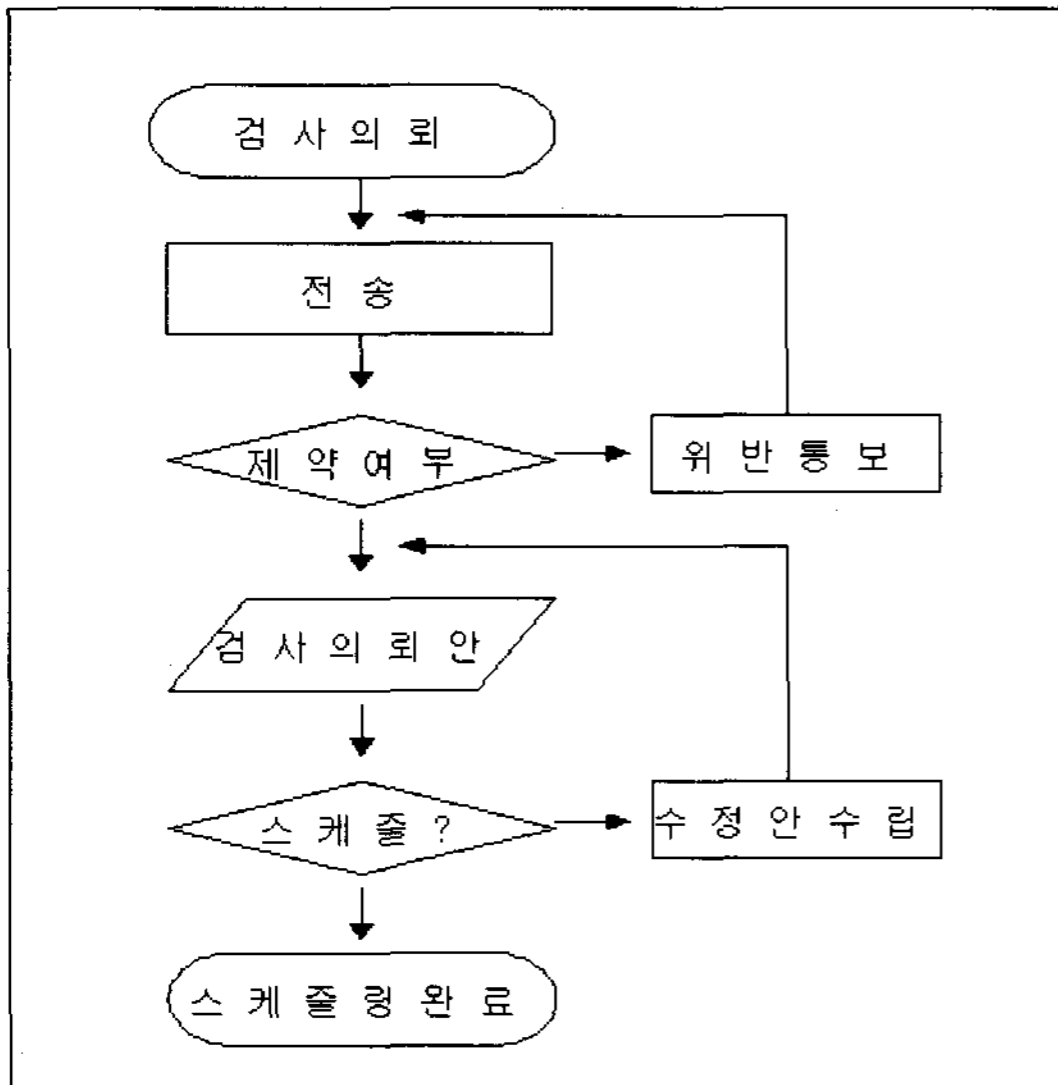 검사의뢰
전송
제약여부
위반통보
검사의뢰안
스케줄?
수정안수립
스케줄링완료